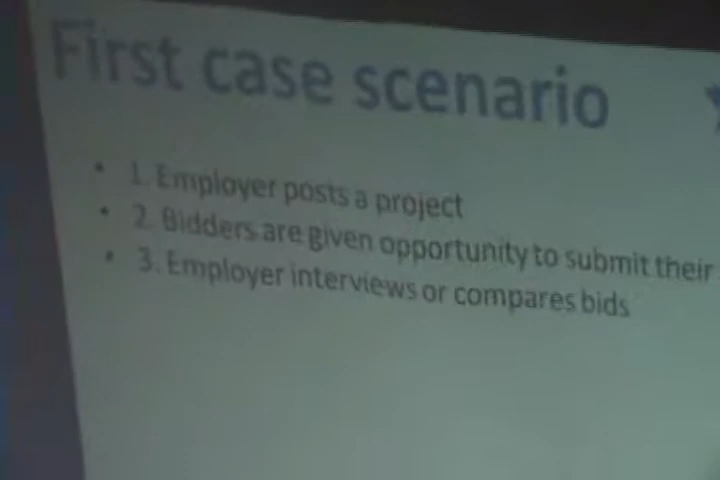 First case scenario
• 1. Employer posts a project
• 2. Bidders are given opportunity to submit their
• 3. Employer interviews or compares bids